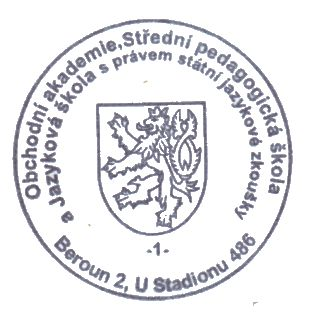 Obchodní akademie,Střední pedagogická škola
a Jazyková škola s právem státní jazykové zkoušky
-1-
Beroun 2, U Stadionu 486